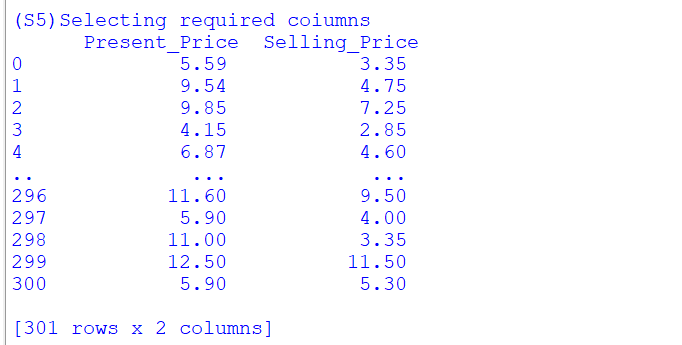 (S5)Selecting required coiumns
Present_Price Selling_Price
0 5.59 3.35
1 9.54 4.75
2 9.85 7.25
3 4.15 2.85
4 6.87 4.60
.. ... ...
296 11.60 9.50
297 5.90 4.00
298 11.00 3.35
299 12.50 11.50
300 5.90 5.30
[301 rows x 2 columns]